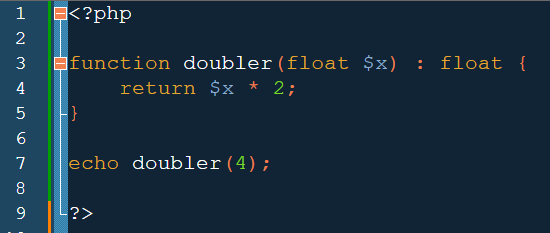 1 <?php
2
3 function doubler(float $x) : float {
4     return $x * 2;
5 }
6
7 echo doubler(4);
8
9 ?>